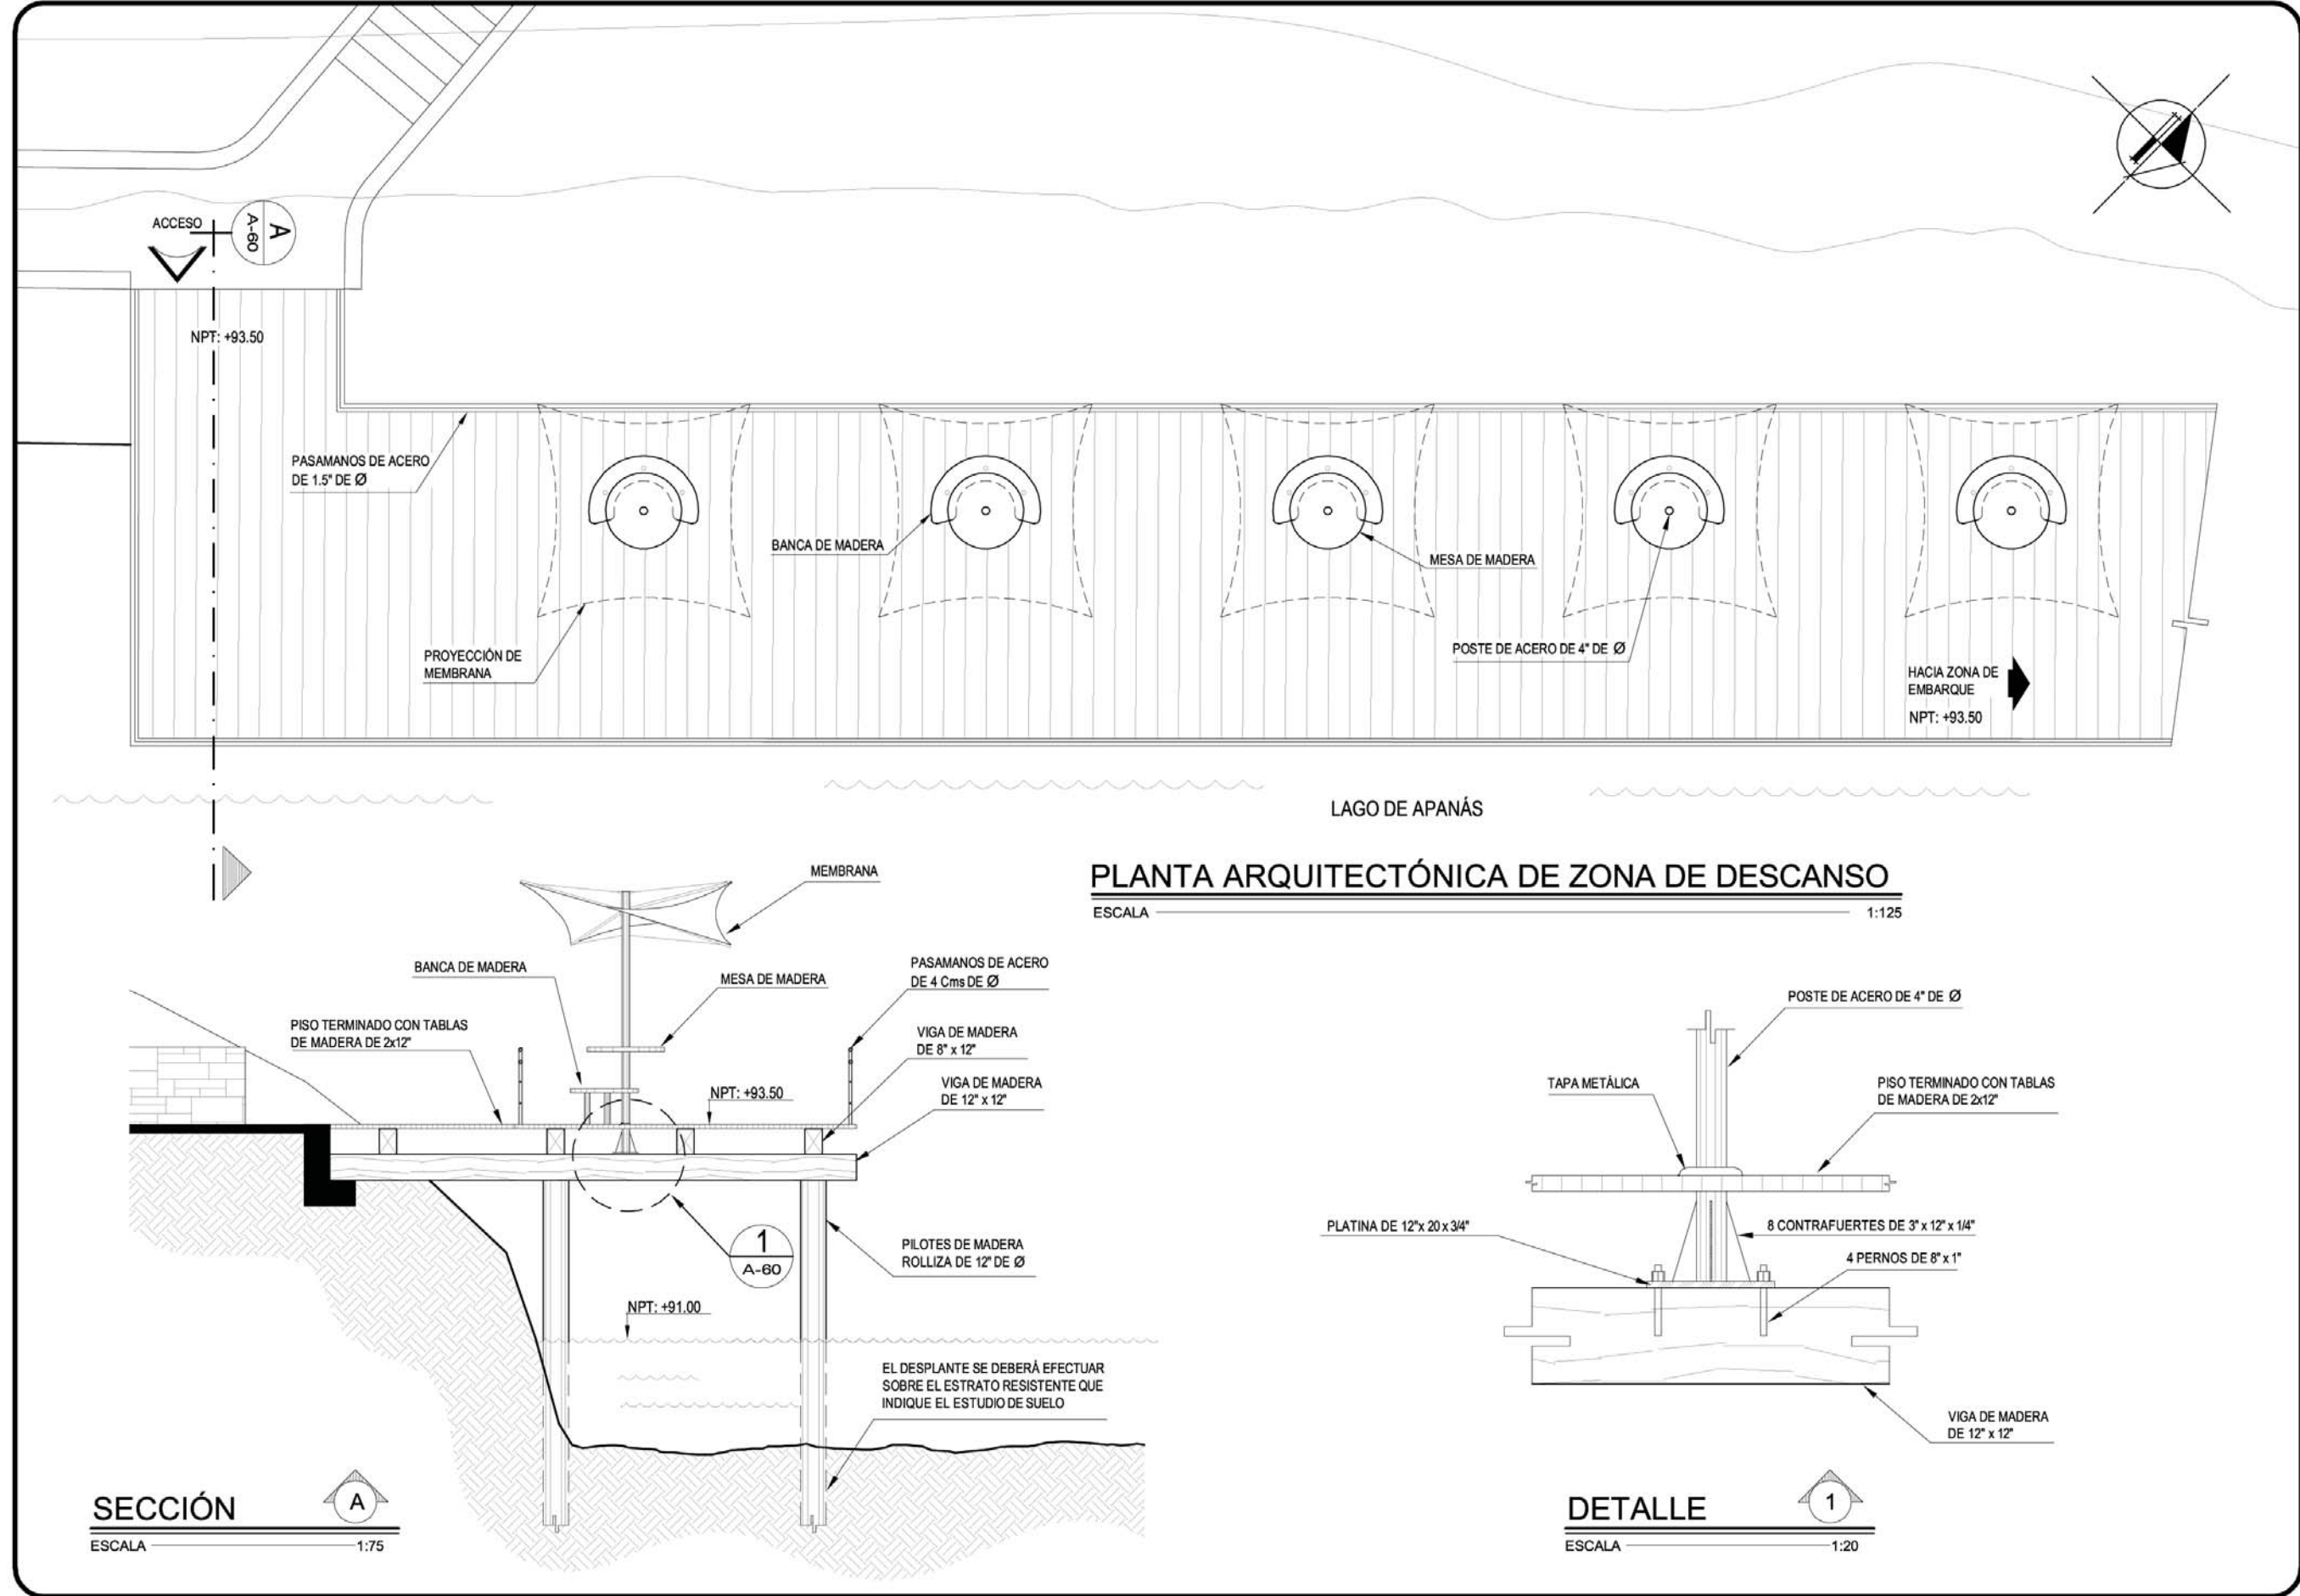 ACCESO
A
A-60
NPT: +93.50
PASAMANOS DE ACERO
DE 1.5" DE Ø
BANCA DE MADERA
MESA DE MADERA
PROYECCIÓN DE
MEMBRANA
POSTE DE ACERO DE 4" DE Ø
HACIA ZONA DE
EMBARQUE
NPT: +93.50
LAGO DE APANÁS
PLANTA ARQUITECTÓNICA DE ZONA DE DESCANSO
ESCALA 1:125
MEMBRANA
BANCA DE MADERA
MESA DE MADERA
PASAMANOS DE ACERO
DE 4 Cms DE Ø
PISO TERMINADO CON TABLAS
DE MADERA DE 2x12"
VIGA DE MADERA
DE 8" x 12"
NPT: +93.50
VIGA DE MADERA
DE 12" x 12"
1
A-60
PILOTES DE MADERA
ROLLIZA DE 12" DE Ø
NPT: +91.00
EL DESPLANTE SE DEBERÁ EFECTUAR
SOBRE EL ESTRATO RESISTENTE QUE
INDIQUE EL ESTUDIO DE SUELO
SECCIÓN A
ESCALA 1:75
POSTE DE ACERO DE 4" DE Ø
TAPA METÁLICA
PISO TERMINADO CON TABLAS
DE MADERA DE 2x12"
PLATINA DE 12"x 20 x 3/4"
8 CONTRAFUERTES DE 3" x 12" x 1/4"
4 PERNOS DE 8" x 1"
VIGA DE MADERA
DE 12" x 12"
DETALLE 1
ESCALA 1:20